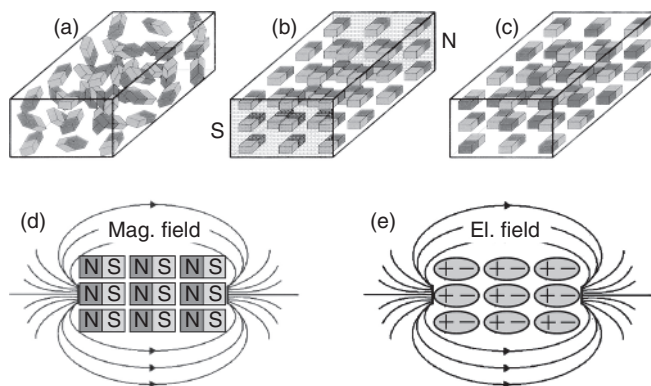 (a)
(b)
(c)
N
S
(d)
Mag. field
N S N S N S
N S N S N S
N S N S N S
(e)
El. field
+ − + − + −
+ − + − + −
+ − + − + −